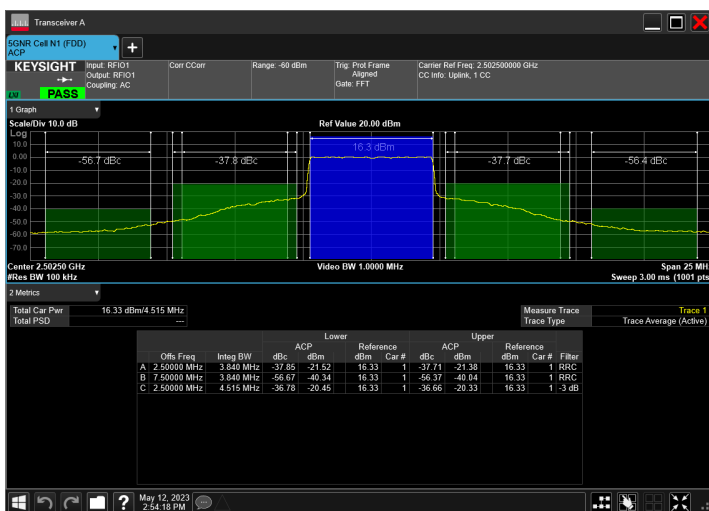 Transceiver A
5GNR Cell N1 (FDD)
ACP
KEYSIGHT
LXI
PASS
Input: RFIO1
Output: RFIO1
Coupling: AC
Corr CCorr
Range: -60 dBm
Trig: Prot Frame
Aligned
Gate: FFT
Carrier Ref Freq: 2.502500000 GHz
CC Info: Uplink, 1 CC
1 Graph
Scale/Div 10.0 dB
Ref Value 20.00 dBm
Log
10.0
0.00
-10.0
-20.0
-30.0
-40.0
-50.0
-60.0
-70.0
-56.7 dBc
-37.8 dBc
16.3 dBm
-37.7 dBc
-56.4 dBc
Center 2.50250 GHz
Video BW 1.0000 MHz
Span 25 MH
#Res BW 100 kHz
Sweep 3.00 ms (1001 pts
2 Metrics
Total Car Pwr 16.33 dBm/4.515 MHz
Total PSD ---
Measure Trace Trace 1
Trace Type Trace Average (Active)
Lower Upper
ACP Reference ACP Reference
Offs Freq Integ BW dBc dBm dBm Car # dBc dBm dBm Car # Filter
A 2.50000 MHz 3.840 MHz -37.85 -21.52 16.33 1 -37.71 -21.38 16.33 1 RRC
B 7.50000 MHz 3.840 MHz -56.67 -40.34 16.33 1 -56.37 -40.04 16.33 1 RRC
C 2.50000 MHz 4.515 MHz -36.78 -20.45 16.33 1 -36.66 -20.33 16.33 1 -3 dB
May 12, 2023
2:54:18 PM